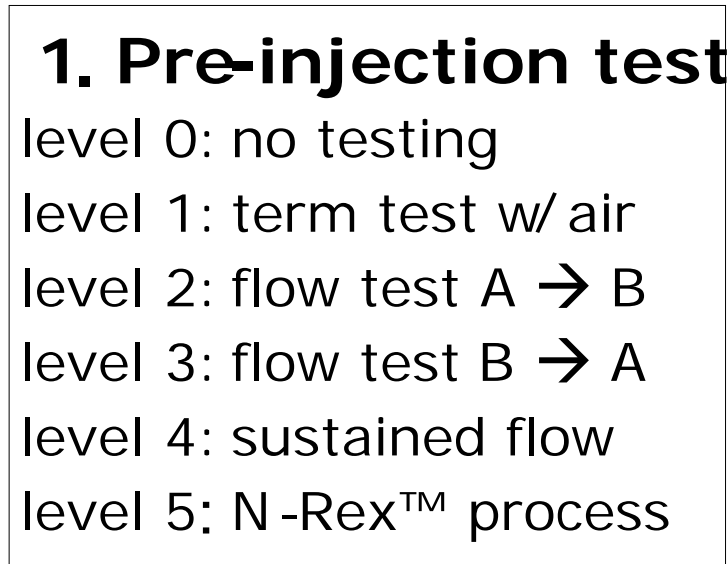 1. Pre-injection test
level 0: no testing
level 1: term test w/ air
level 2: flow test A → B
level 3: flow test B → A
level 4: sustained flow
level 5: N-Rex™ process